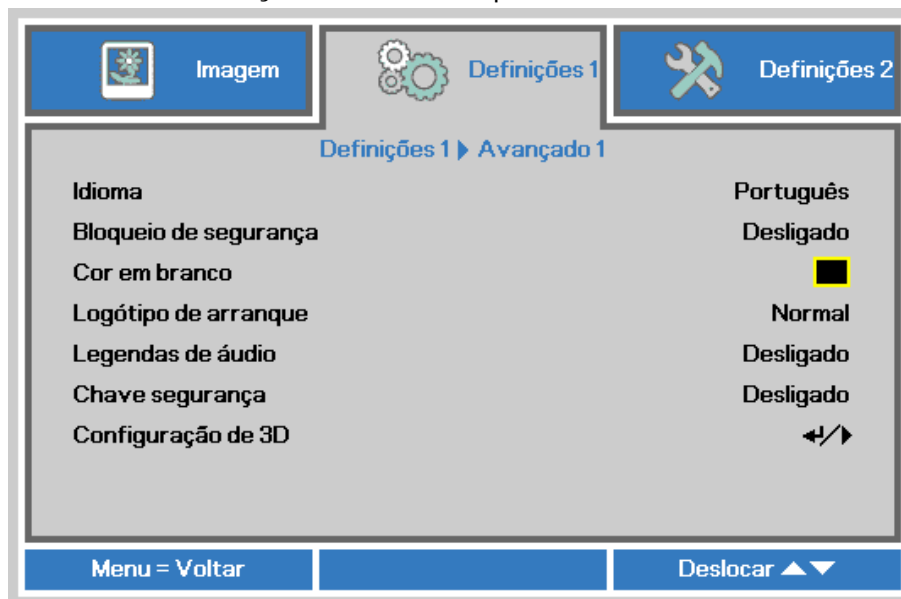 Imagem
Definições 1
Definições 2
Definições 1 Avançado 1
Idioma Português
Bloqueio de segurança Desligado
Cor em branco
Logótipo de arranque Normal
Legendas de áudio Desligado
Chave segurança Desligado
Configuração de 3D
Menu = Voltar
Deslocar